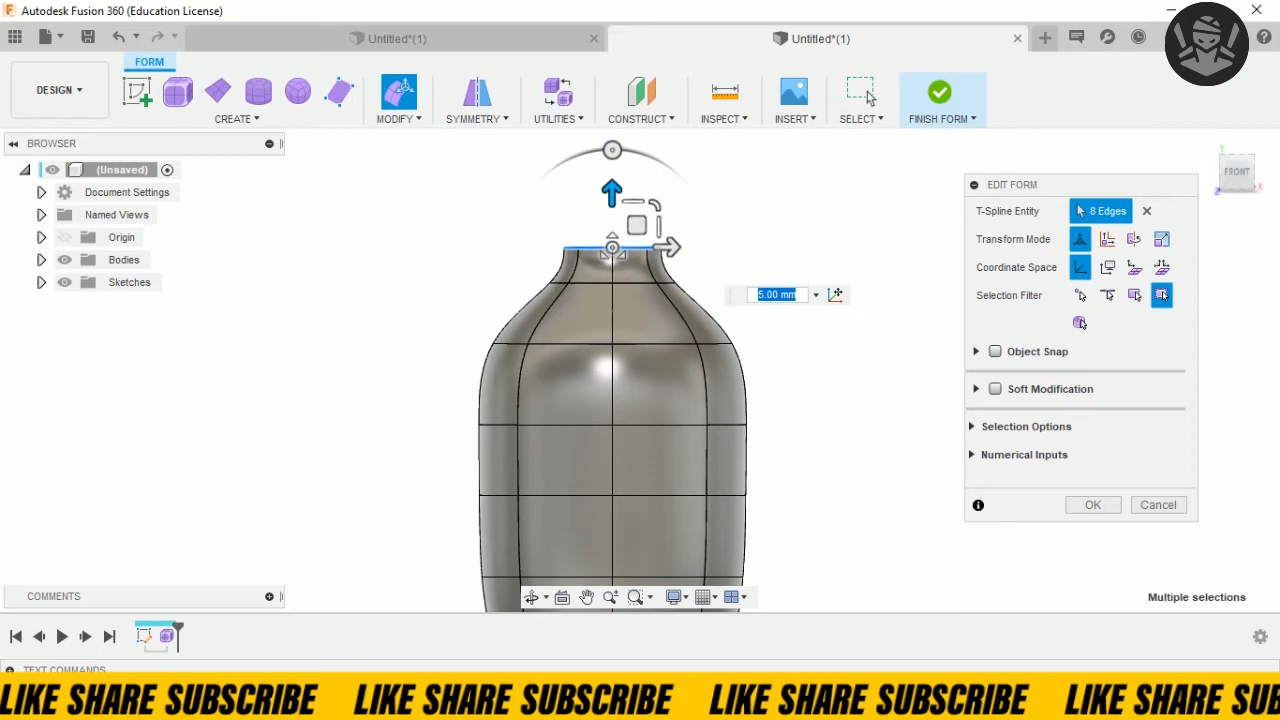 Autodesk Fusion 360 (Education License)
Untitled*(1)
Untitled*(1)
FORM
DESIGN
CREATE
MODIFY
SYMMETRY
UTILITIES
CONSTRUCT
INSPECT
INSERT
SELECT
FINISH FORM
BROWSER
(Unsaved)
Document Settings
Named Views
Origin
Bodies
Sketches
Y
FRONT
Z
X
5.00 mm
EDIT FORM
T-Spline Entity
8 Edges
Transform Mode
Coordinate Space
Selection Filter
Object Snap
Soft Modification
Selection Options
Numerical Inputs
OK
Cancel
COMMENTS
Multiple selections
TEXT COMMANDS
LIKE SHARE SUBSCRIBE LIKE SHARE SUBSCRIBE LIKE SHARE SUBSCRIBE LIKE SHARE SUB